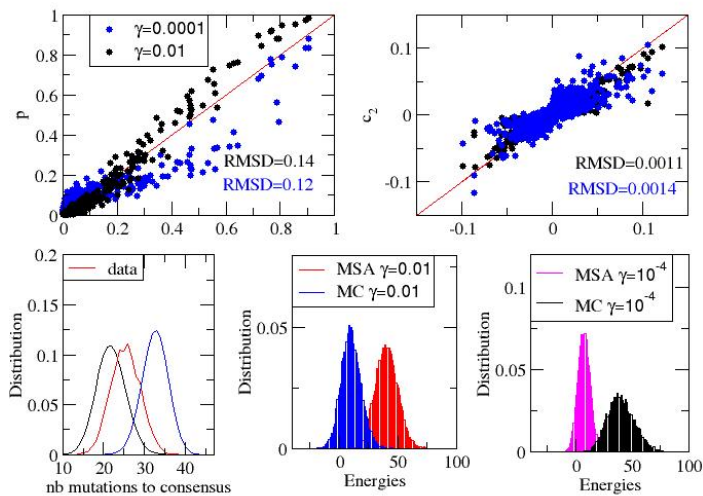 γ=0.0001
γ=0.01
p
1
0.8
0.6
0.4
0.2
0
0 0.2 0.4 0.6 0.8 1
RMSD=0.14
RMSD=0.12
c2
0.1
0
-0.1
-0.1 0 0.1
RMSD=0.0011
RMSD=0.0014
data
Distribution
0.2
0.15
0.1
0.05
0
10 20 30 40
nb mutations to consensus
MSA γ=0.01
MC γ=0.01
Distribution
0.05
0
0 50 100
Energies
MSA γ=10⁻⁴
MC γ=10⁻⁴
Distribution
0.1
0.05
0
0 50 100
Energies